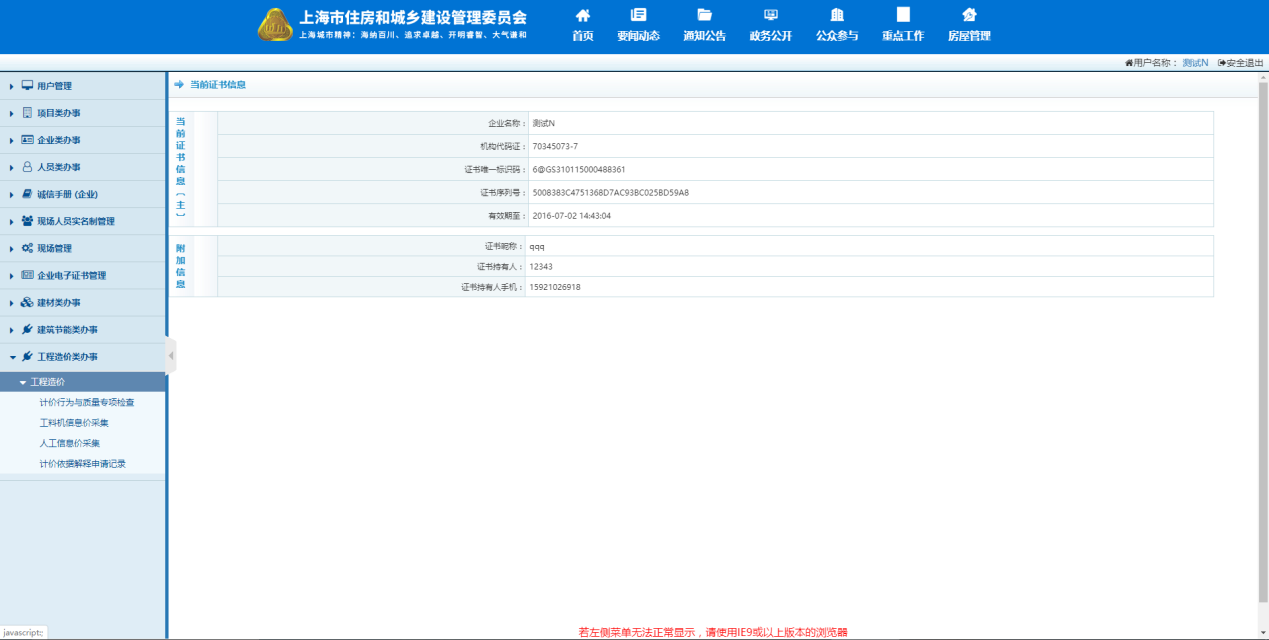 上海市住房和城乡建设管理委员会
上海城市精神：海纳百川、追求卓越、开明睿智、大气谦和
首页 要闻动态 通知公告 政务公开 公众参与 重点工作 房屋管理
用户名称： 测试N 安全退出
用户管理
项目类办事
企业类办事
人员类办事
诚信手册 (企业)
现场人员实名制管理
现场管理
企业电子证书管理
建材类办事
建筑节能类办事
工程造价类办事
工程造价
计价行为与质量专项检查
工料机信息价采集
人工信息价采集
计价依据解释申请记录
当前证书信息
当前证书信息（主）
企业名称： 测试N
机构代码证： 70345073-7
证书唯一标识码： 6@GS310115000488361
证书序列号： 5008383C4751368D7AC93BC025BD59A8
有效期至： 2016-07-02 14:43:04
附加信息
证书昵称： qqq
证书持有人： 12343
证书持有人手机： 15921026918
若左侧菜单无法正常显示，请使用IE9或以上版本的浏览器
javascript:;